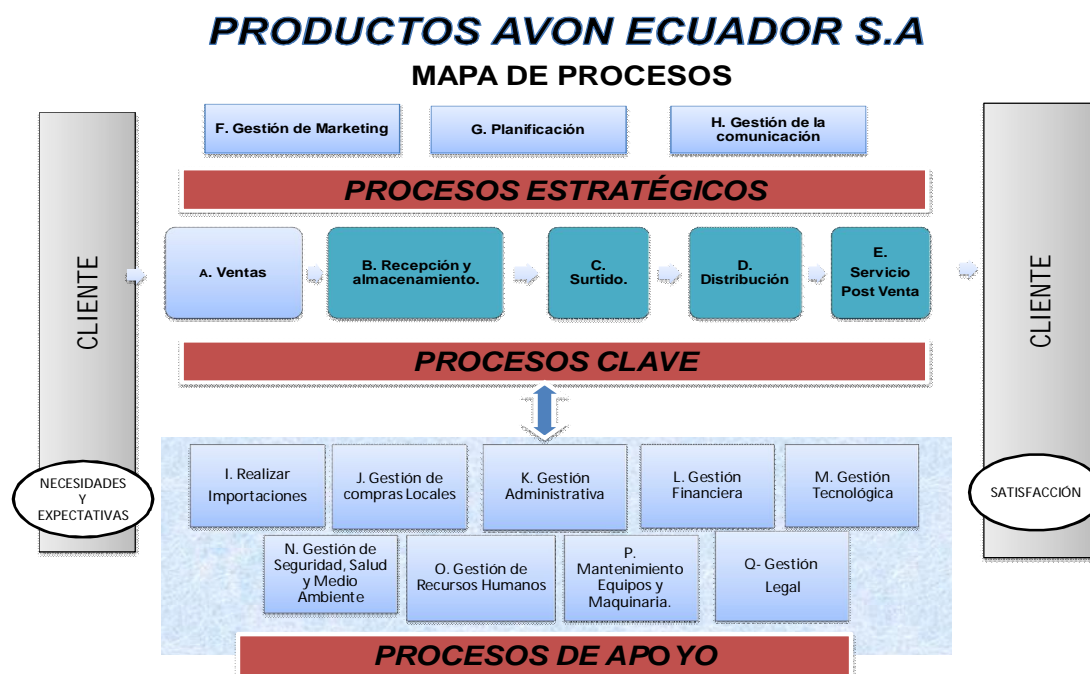 PRODUCTOS AVON ECUADOR S.A
MAPA DE PROCESOS
F. Gestión de Marketing
G. Planificación
H. Gestión de la
comunicación
PROCESOS ESTRATÉGICOS
CLIENTE
A. Ventas
B. Recepción y
almacenamiento.
C.
Surtido.
D.
Distribución
E.
Servicio
Post Venta
CLIENTE
PROCESOS CLAVE
NECESIDADES
Y
EXPECTATIVAS
I. Realizar
Importaciones
J. Gestión de
compras Locales
K. Gestión
Administrativa
L. Gestión
Financiera
M. Gestión
Tecnológica
SATISFACCIÓN
N. Gestión de
Seguridad, Salud
y Medio
Ambiente
O. Gestión de
Recursos Humanos
P.
Mantenimiento
Equipos y
Maquinaria.
Q- Gestión
Legal
PROCESOS DE APOYO